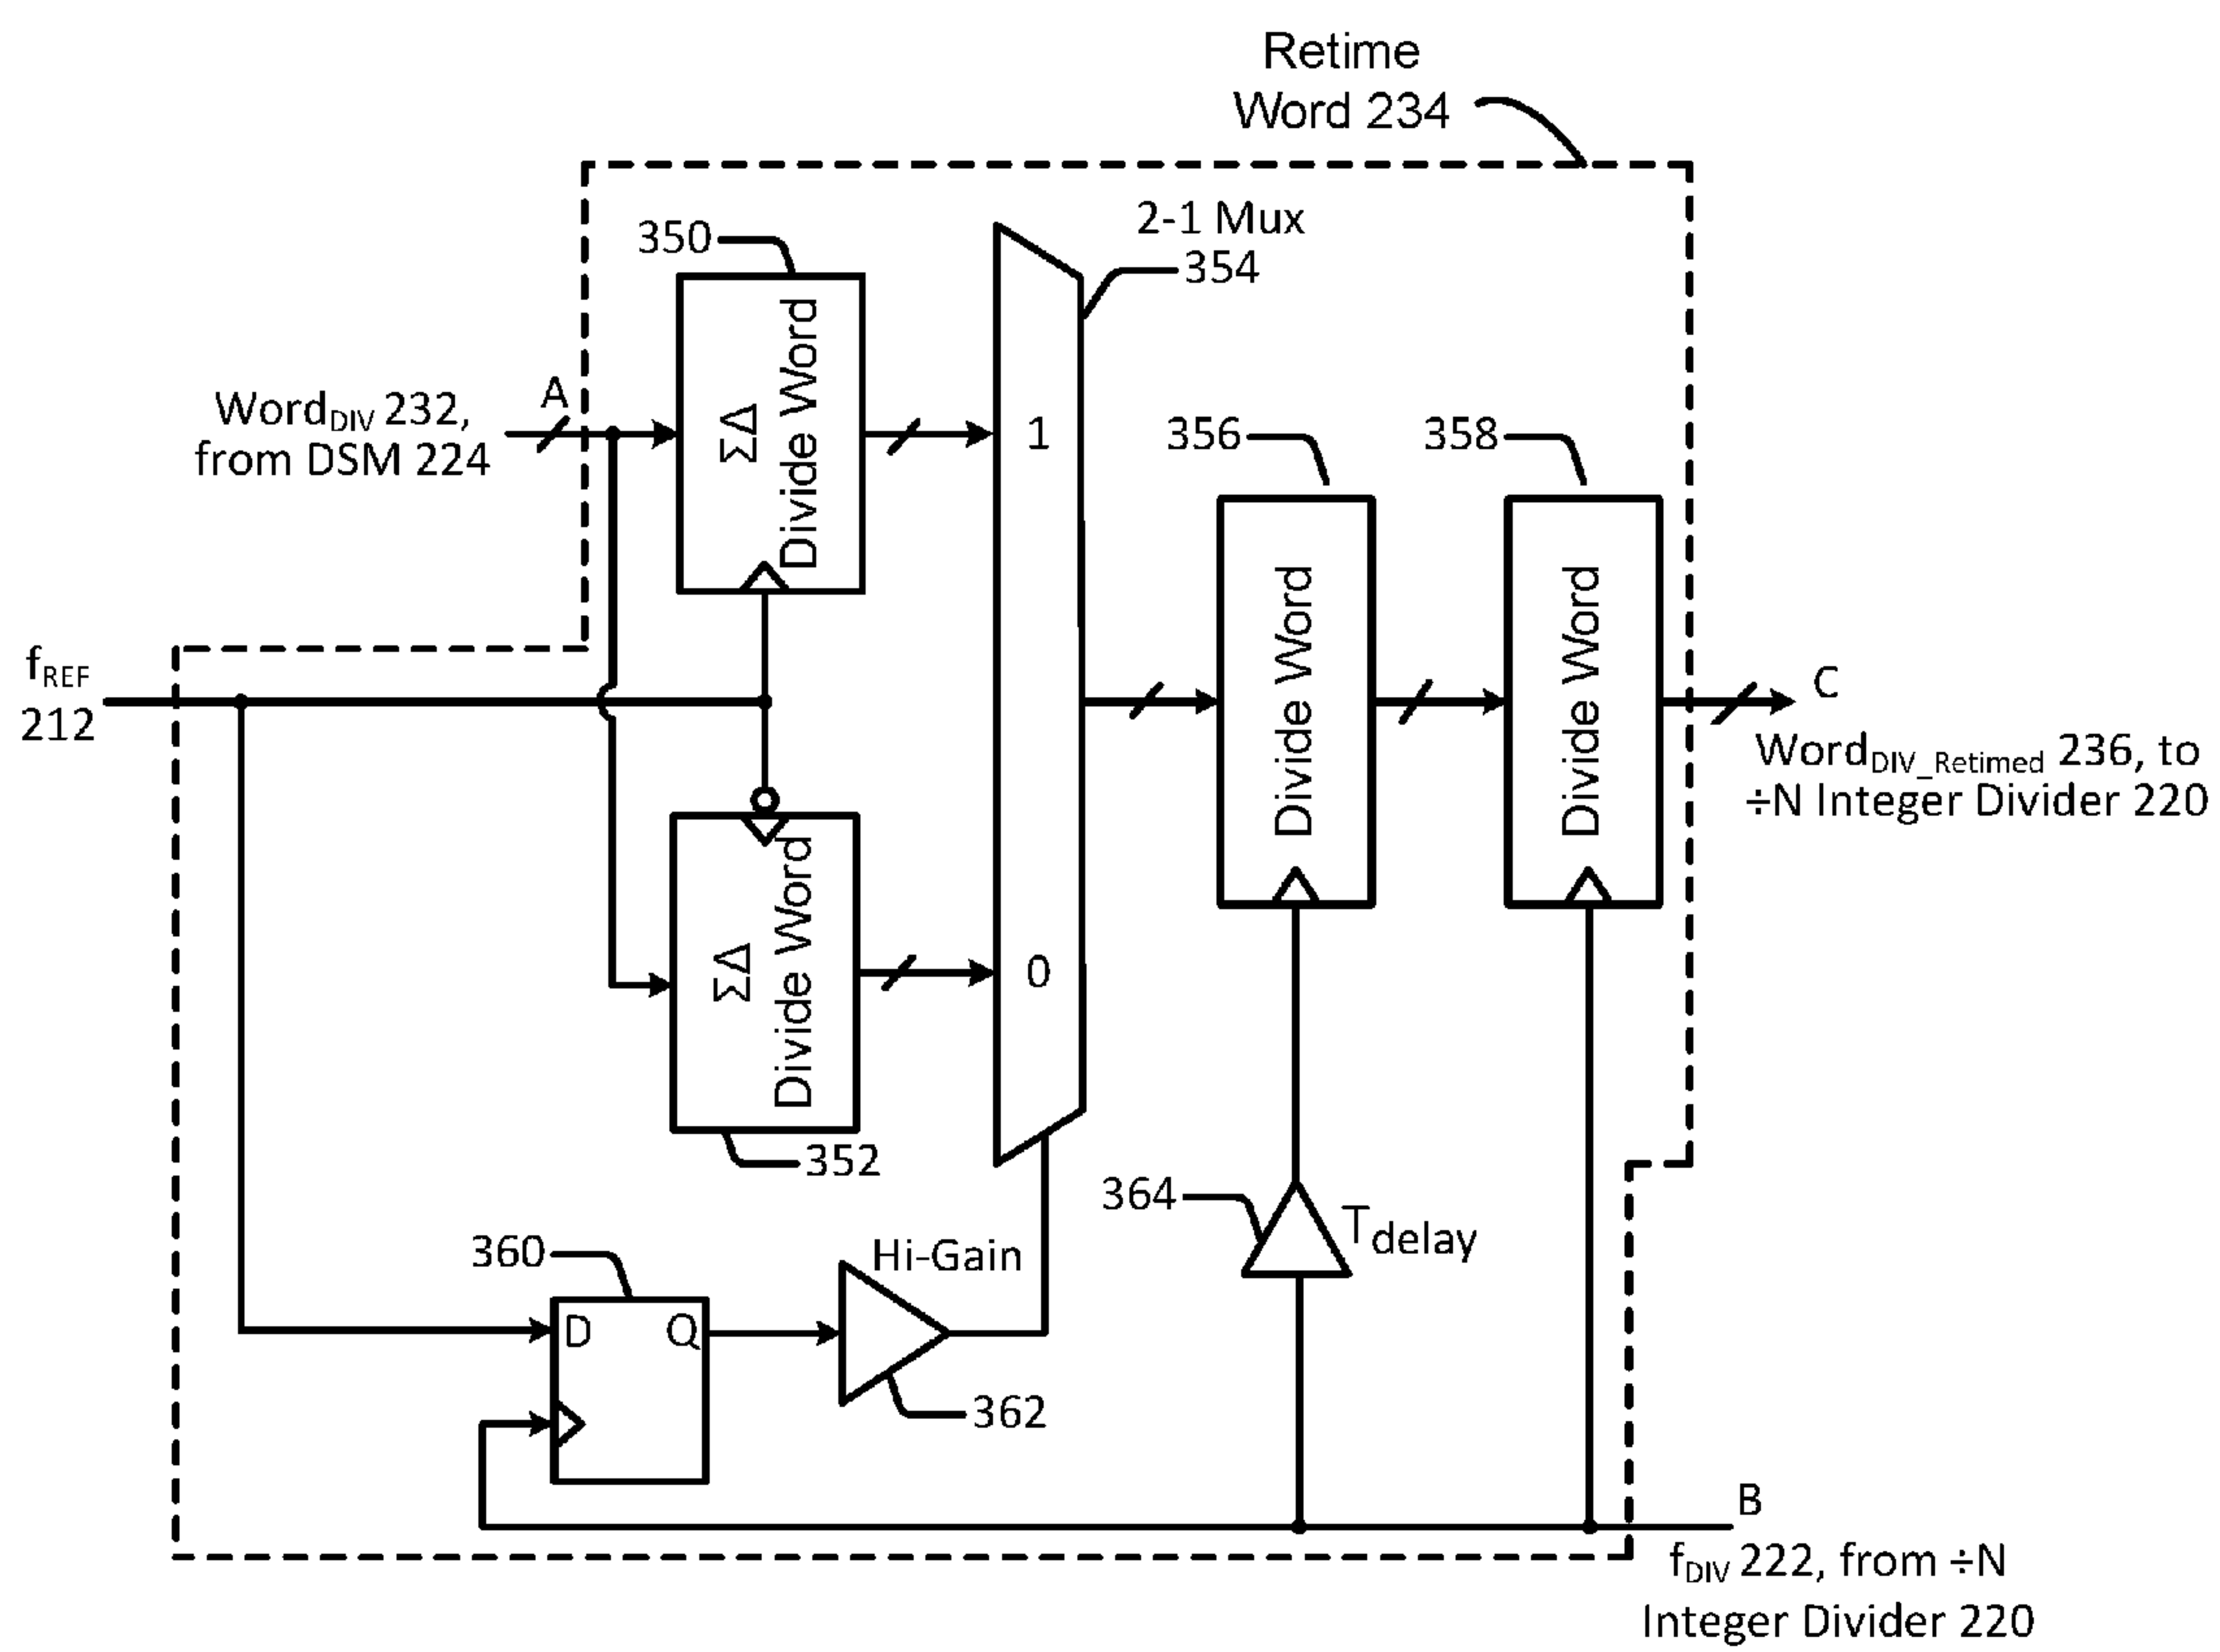 Retime
Word 234
2-1 Mux
354
350
ΣΔ
Divide Word
1
A
Word_DIV 232,
from DSM 224
356
358
Divide Word
Divide Word
f_REF
212
C
Word_DIV_Retimed 236, to
÷N Integer Divider 220
ΣΔ
Divide Word
0
352
364
T_delay
360
D
Q
Hi-Gain
362
B
f_DIV 222, from ÷N
Integer Divider 220